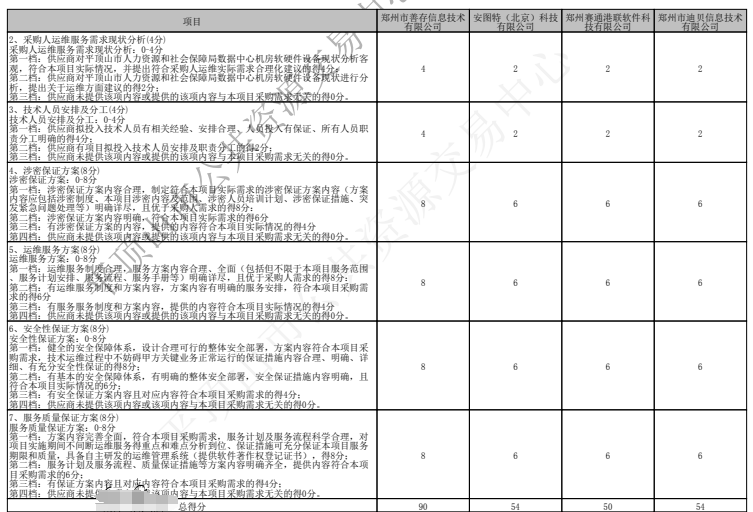 项目 郑州市善存信息技术有限公司 安图特（北京）科技有限公司 郑州赛通港联软件科技有限公司 郑州市迪贝信息技术有限公司
2、采购人运维服务需求现状分析(4分)
采购人运维服务需求现状分析：0-4分
第一档：供应商对平顶山市人力资源和社会保障局数据中心机房软硬件设备现状分析客
观，符合本项目实际情况，并提出符合采购人运维实际需求合理化建议的得4分；
第二档：供应商对平顶山市人力资源和社会保障局数据中心机房软硬件设备现状进行分
析，提出关于运维方面建议的得2分；
第三档：供应商未提供该项内容或提供的该项内容与本项目采购需求无关的得0分。
4 2 2 2
3、技术人员安排及分工(4分)
技术人员安排及分工：0-4分
第一档：供应商拟投入技术人员有相关经验、安排合理、人员投入有保证、所有人员职
责分工明确的得4分；
第二档：供应商有项目拟投入技术人员安排及职责分工的得2分；
第三档：供应商未提供该项内容或提供的该项内容与本项目采购需求无关的得0分。
4 2 2 2
4、涉密保证方案(8分)
涉密保证方案：0-8分
第一档：涉密保证方案内容合理，制定符合本项目实际需求的涉密保证方案内容（方案
内容应包括涉密制度、本项目涉密内容及范围、涉密人员培训计划、涉密保证措施、突
发紧急问题处理等）明确详尽，且优于采购人需求的得8分；
第二档：涉密保证方案内容明确，符合本项目实际需求的得6分
第三档：有涉密保证方案的内容，提供的内容符合本项目实际情况的得4分
第四档：供应商未提供该项内容或提供的该项内容与本项目采购需求无关的得0分。
8 6 6 6
5、运维服务方案(8分)
运维服务方案：0-8分
第一档：运维服务制度合理，服务方案内容合理、全面（包括但不限于本项目服务范围
、服务计划安排、服务流程、服务手册等）明确详尽，且优于采购人需求的得8分；
第二档：有运维服务制度和方案内容，方案内容有明确的服务安排，符合本项目采购需
求的得6分
第三档：有服务服务制度和方案内容，提供的内容符合本项目实际情况的得4分
第四档：供应商未提供该项内容或提供的该项内容与本项目采购需求无关的得0分。
8 6 6 6
6、安全性保证方案(8分)
安全性保证方案：0-8分
第一档：健全的安全保障体系，设计合理可行的整体安全部署，方案内容符合本项目采
购需求，技术运维过程中不妨碍甲方关键业务正常运行的保证措施内容合理、明确、详
细、有充分安全性保证的得8分；
第二档：有基本的安全保障体系，有明确的整体安全部署，安全保证措施内容明确，且
符合本项目实际情况的6分；
第三档：有安全保证方案内容且对应内容符合本项目采购需求的得4分；
第四档：供应商未提供该内容或该项内容与本项目采购需求无关的得0分。
8 6 6 6
7、服务质量保证方案(8分)
服务质量保证方案：0-8分
第一档：方案内容完善全面，符合本项目采购需求，服务计划及服务流程科学合理，对
项目实施期间不间断运维服务得重点和难点分析到位、保证措施可充分保证本项目服务
期限和质量，具备自主研发的运维管理系统（提供软件著作权登记证书），得8分；
第二档：服务计划及服务流程、质量保证措施等方案内容明确齐全，提供内容符合本项
目采购需求的6分；
第三档：有保证方案内容且对应内容符合本项目采购需求的得4分；
第四档：供应商未提 该项内容与本项目采购需求无关的得0分。
8 6 6 6
总得分 90 54 50 54
平顶山市公共资源交易中心
平顶山市公共资源交易中心